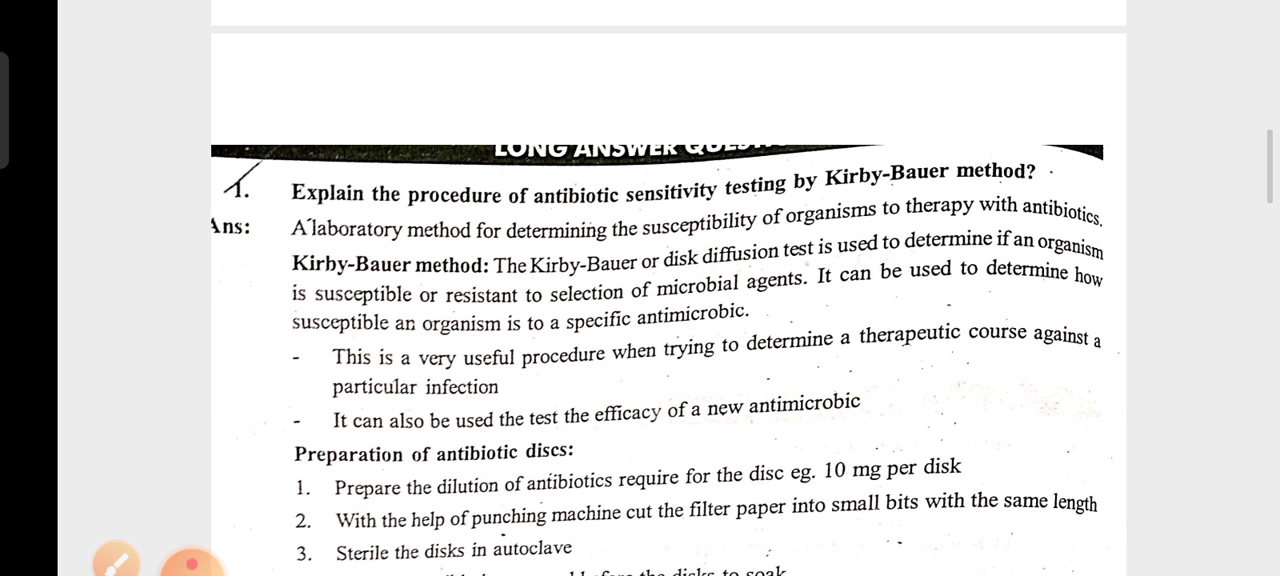 LONG ANSWER
1. Explain the procedure of antibiotic sensitivity testing by Kirby-Bauer method?
Ans: A laboratory method for determining the susceptibility of organisms to therapy with antibiotics.
Kirby-Bauer method: The Kirby-Bauer or disk diffusion test is used to determine if an organism
is susceptible or resistant to selection of microbial agents. It can be used to determine how
susceptible an organism is to a specific antimicrobic.
- This is a very useful procedure when trying to determine a therapeutic course against a
particular infection
- It can also be used the test the efficacy of a new antimicrobic
Preparation of antibiotic discs:
1. Prepare the dilution of antibiotics require for the disc eg. 10 mg per disk
2. With the help of punching machine cut the filter paper into small bits with the same length
3. Sterile the disks in autoclave
the disks to soak